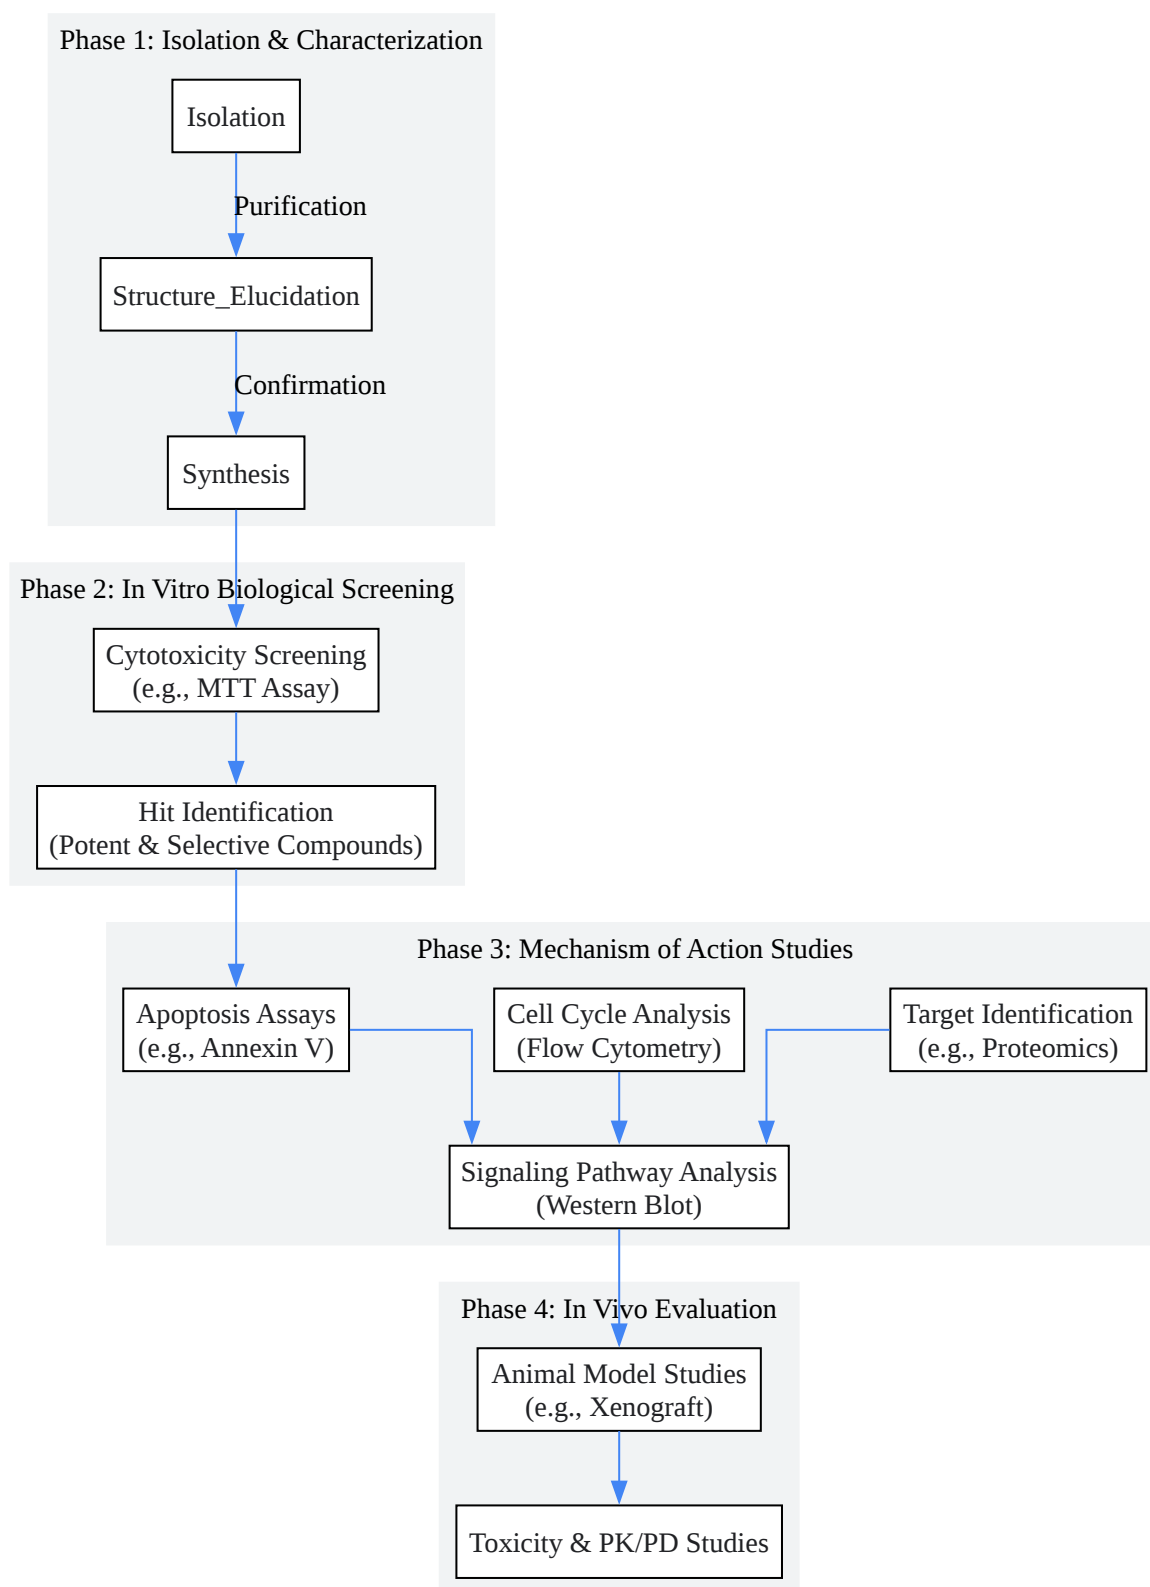 Phase 1: Isolation & Characterization
Isolation
Purification
Structure_Elucidation
Confirmation
Synthesis
Phase 2: In Vitro Biological Screening
Cytotoxicity Screening
(e.g., MTT Assay)
Hit Identification
(Potent & Selective Compounds)
Phase 3: Mechanism of Action Studies
Apoptosis Assays
(e.g., Annexin V)
Cell Cycle Analysis
(Flow Cytometry)
Target Identification
(e.g., Proteomics)
Signaling Pathway Analysis
(Western Blot)
Phase 4: In Vivo Evaluation
Animal Model Studies
(e.g., Xenograft)
Toxicity & PK/PD Studies